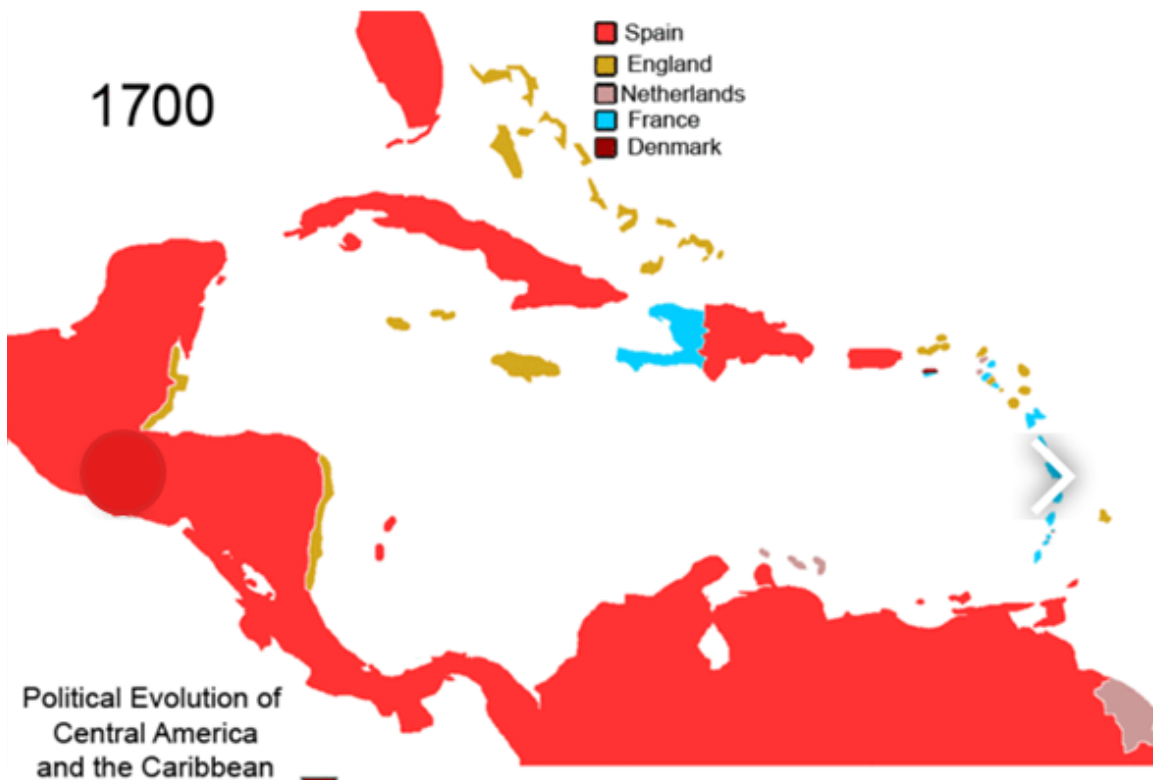 1700
Spain
England
Netherlands
France
Denmark
Political Evolution of
Central America
and the Caribbean